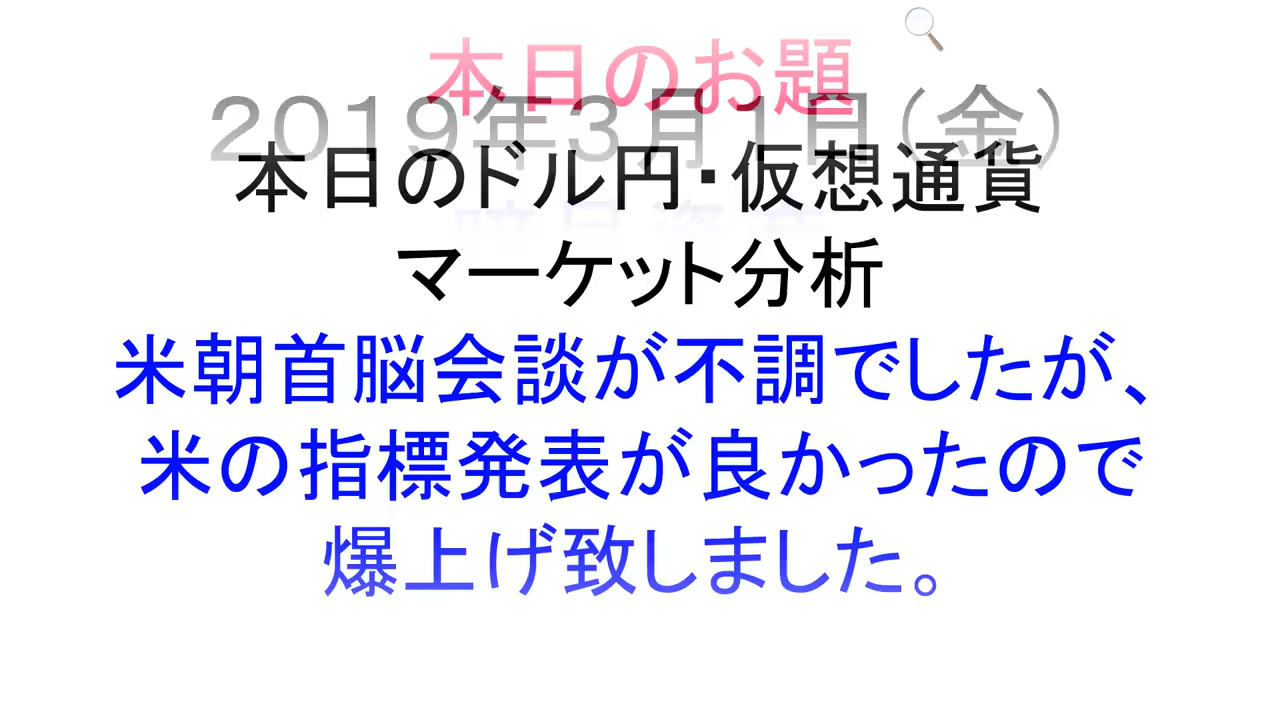 本日のお題
２０１９年３月１日（金）
本日のドル円・仮想通貨
マーケット分析
米朝首脳会談が不調でしたが、
米の指標発表が良かったので
爆上げ致しました。